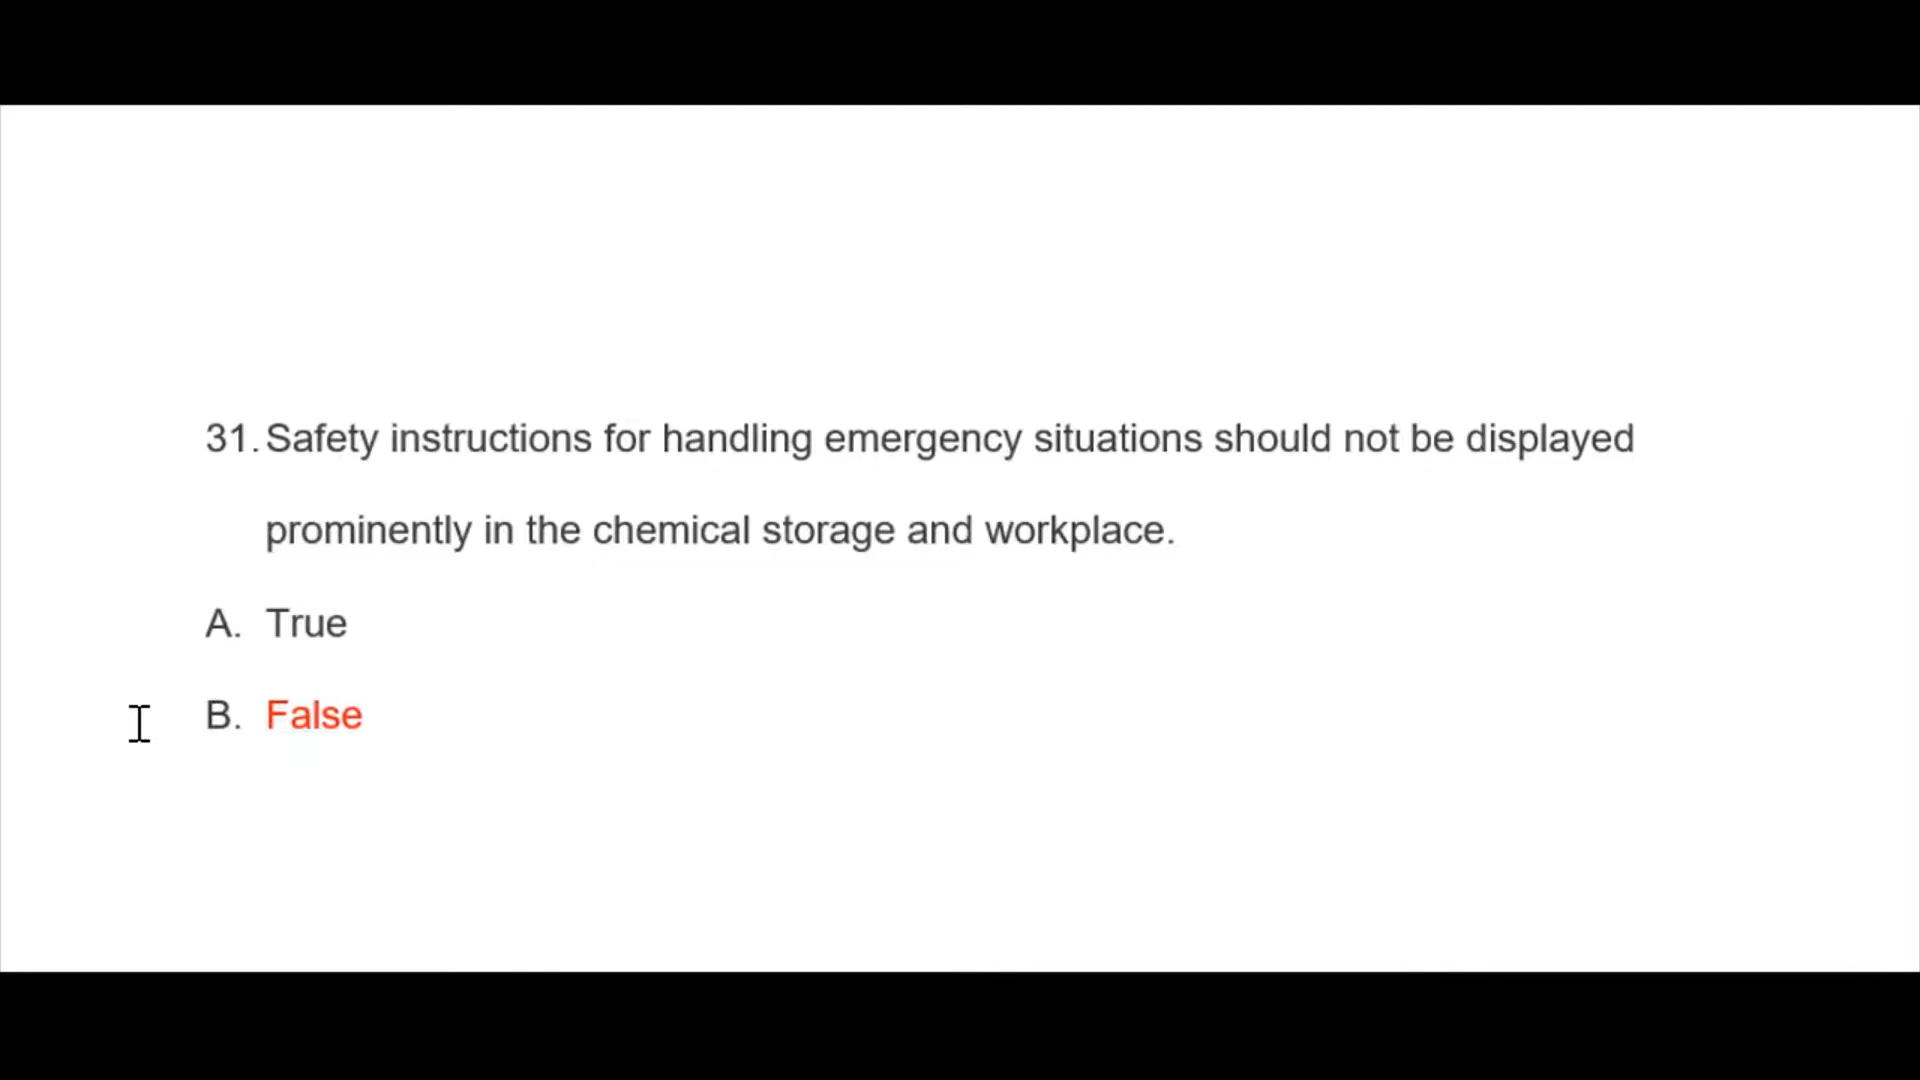 31. Safety instructions for handling emergency situations should not be displayed
prominently in the chemical storage and workplace.
A. True
B. False